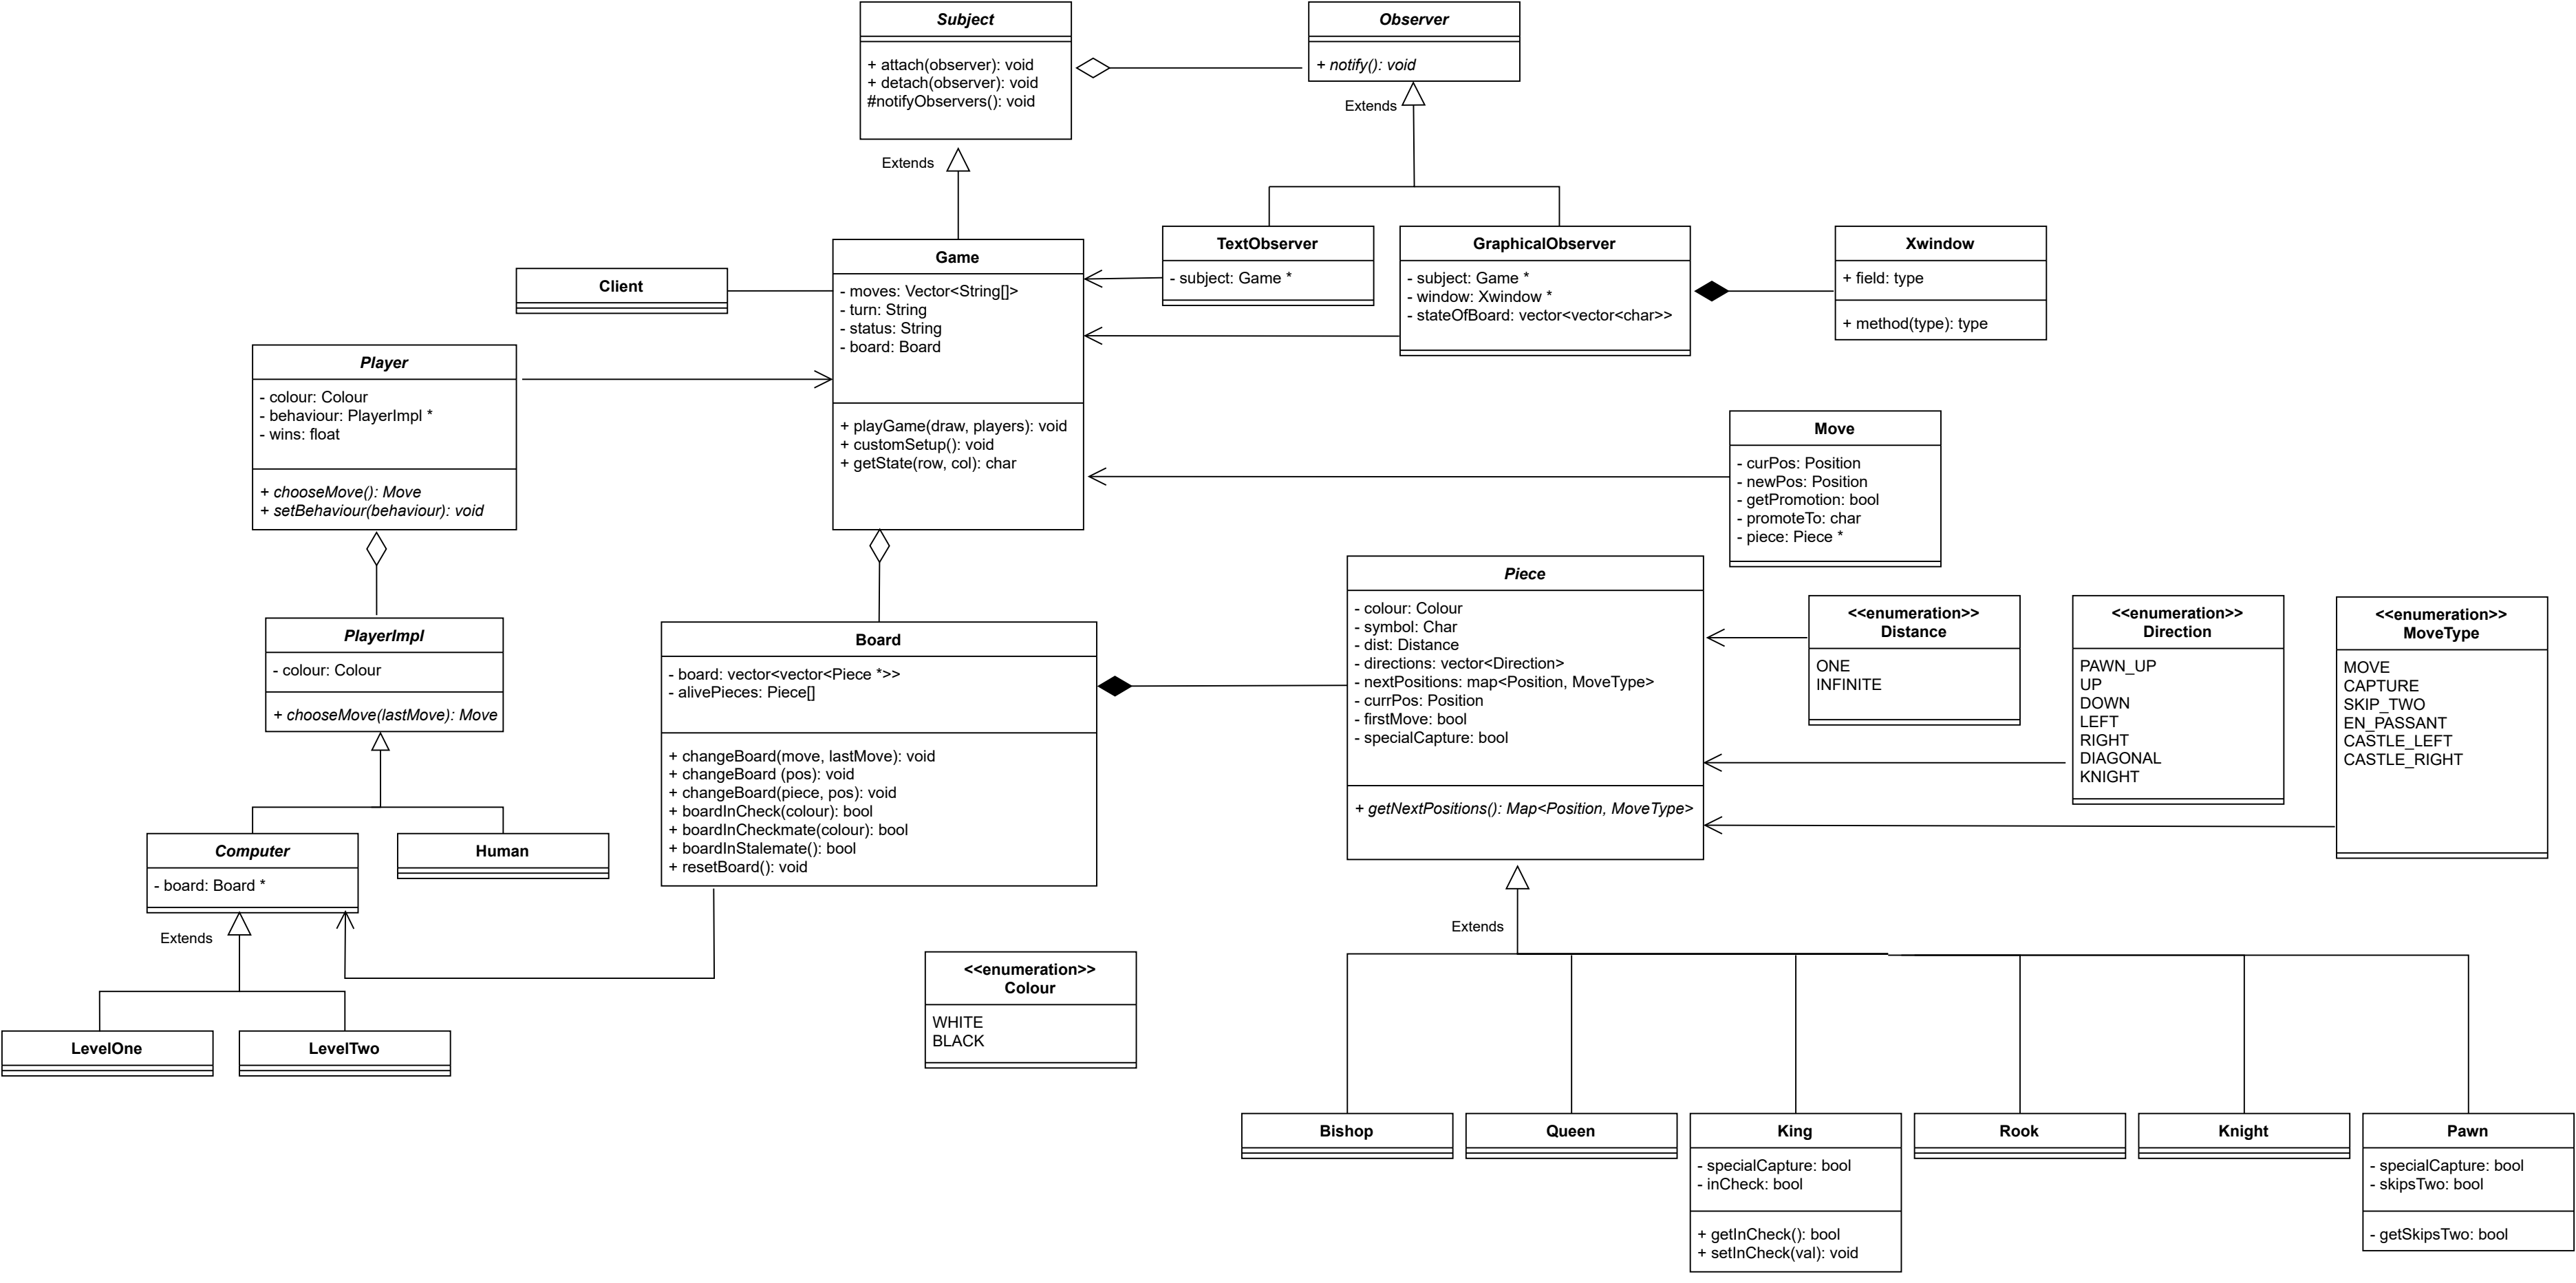 Subject
+ attach(observer): void
+ detach(observer): void
#notifyObservers(): void
Observer
+ notify(): void
Extends
Extends
Game
- moves: Vector<String[]>
- turn: String
- status: String
- board: Board
+ playGame(draw, players): void
+ customSetup(): void
+ getState(row, col): char
TextObserver
- subject: Game *
GraphicalObserver
- subject: Game *
- window: Xwindow *
- stateOfBoard: vector<vector<char>>
Xwindow
+ field: type
+ method(type): type
Client
Player
- colour: Colour
- behaviour: PlayerImpl *
- wins: float
+ chooseMove(): Move
+ setBehaviour(behaviour): void
Move
- curPos: Position
- newPos: Position
- getPromotion: bool
- promoteTo: char
- piece: Piece *
PlayerImpl
- colour: Colour
+ chooseMove(lastMove): Move
Board
- board: vector<vector<Piece *>>
- alivePieces: Piece[]
+ changeBoard(move, lastMove): void
+ changeBoard (pos): void
+ changeBoard(piece, pos): void
+ boardInCheck(colour): bool
+ boardInCheckmate(colour): bool
+ boardInStalemate(): bool
+ resetBoard(): void
Piece
- colour: Colour
- symbol: Char
- dist: Distance
- directions: vector<Direction>
- nextPositions: map<Position, MoveType>
- currPos: Position
- firstMove: bool
- specialCapture: bool
+ getNextPositions(): Map<Position, MoveType>
<<enumeration>>
Distance
ONE
INFINITE
<<enumeration>>
Direction
PAWN_UP
UP
DOWN
LEFT
RIGHT
DIAGONAL
KNIGHT
<<enumeration>>
MoveType
MOVE
CAPTURE
SKIP_TWO
EN_PASSANT
CASTLE_LEFT
CASTLE_RIGHT
Computer
- board: Board *
Human
Extends
Extends
LevelOne
LevelTwo
<<enumeration>>
Colour
WHITE
BLACK
Bishop
Queen
King
- specialCapture: bool
- inCheck: bool
+ getInCheck(): bool
+ setInCheck(val): void
Rook
Knight
Pawn
- specialCapture: bool
- skipsTwo: bool
- getSkipsTwo: bool